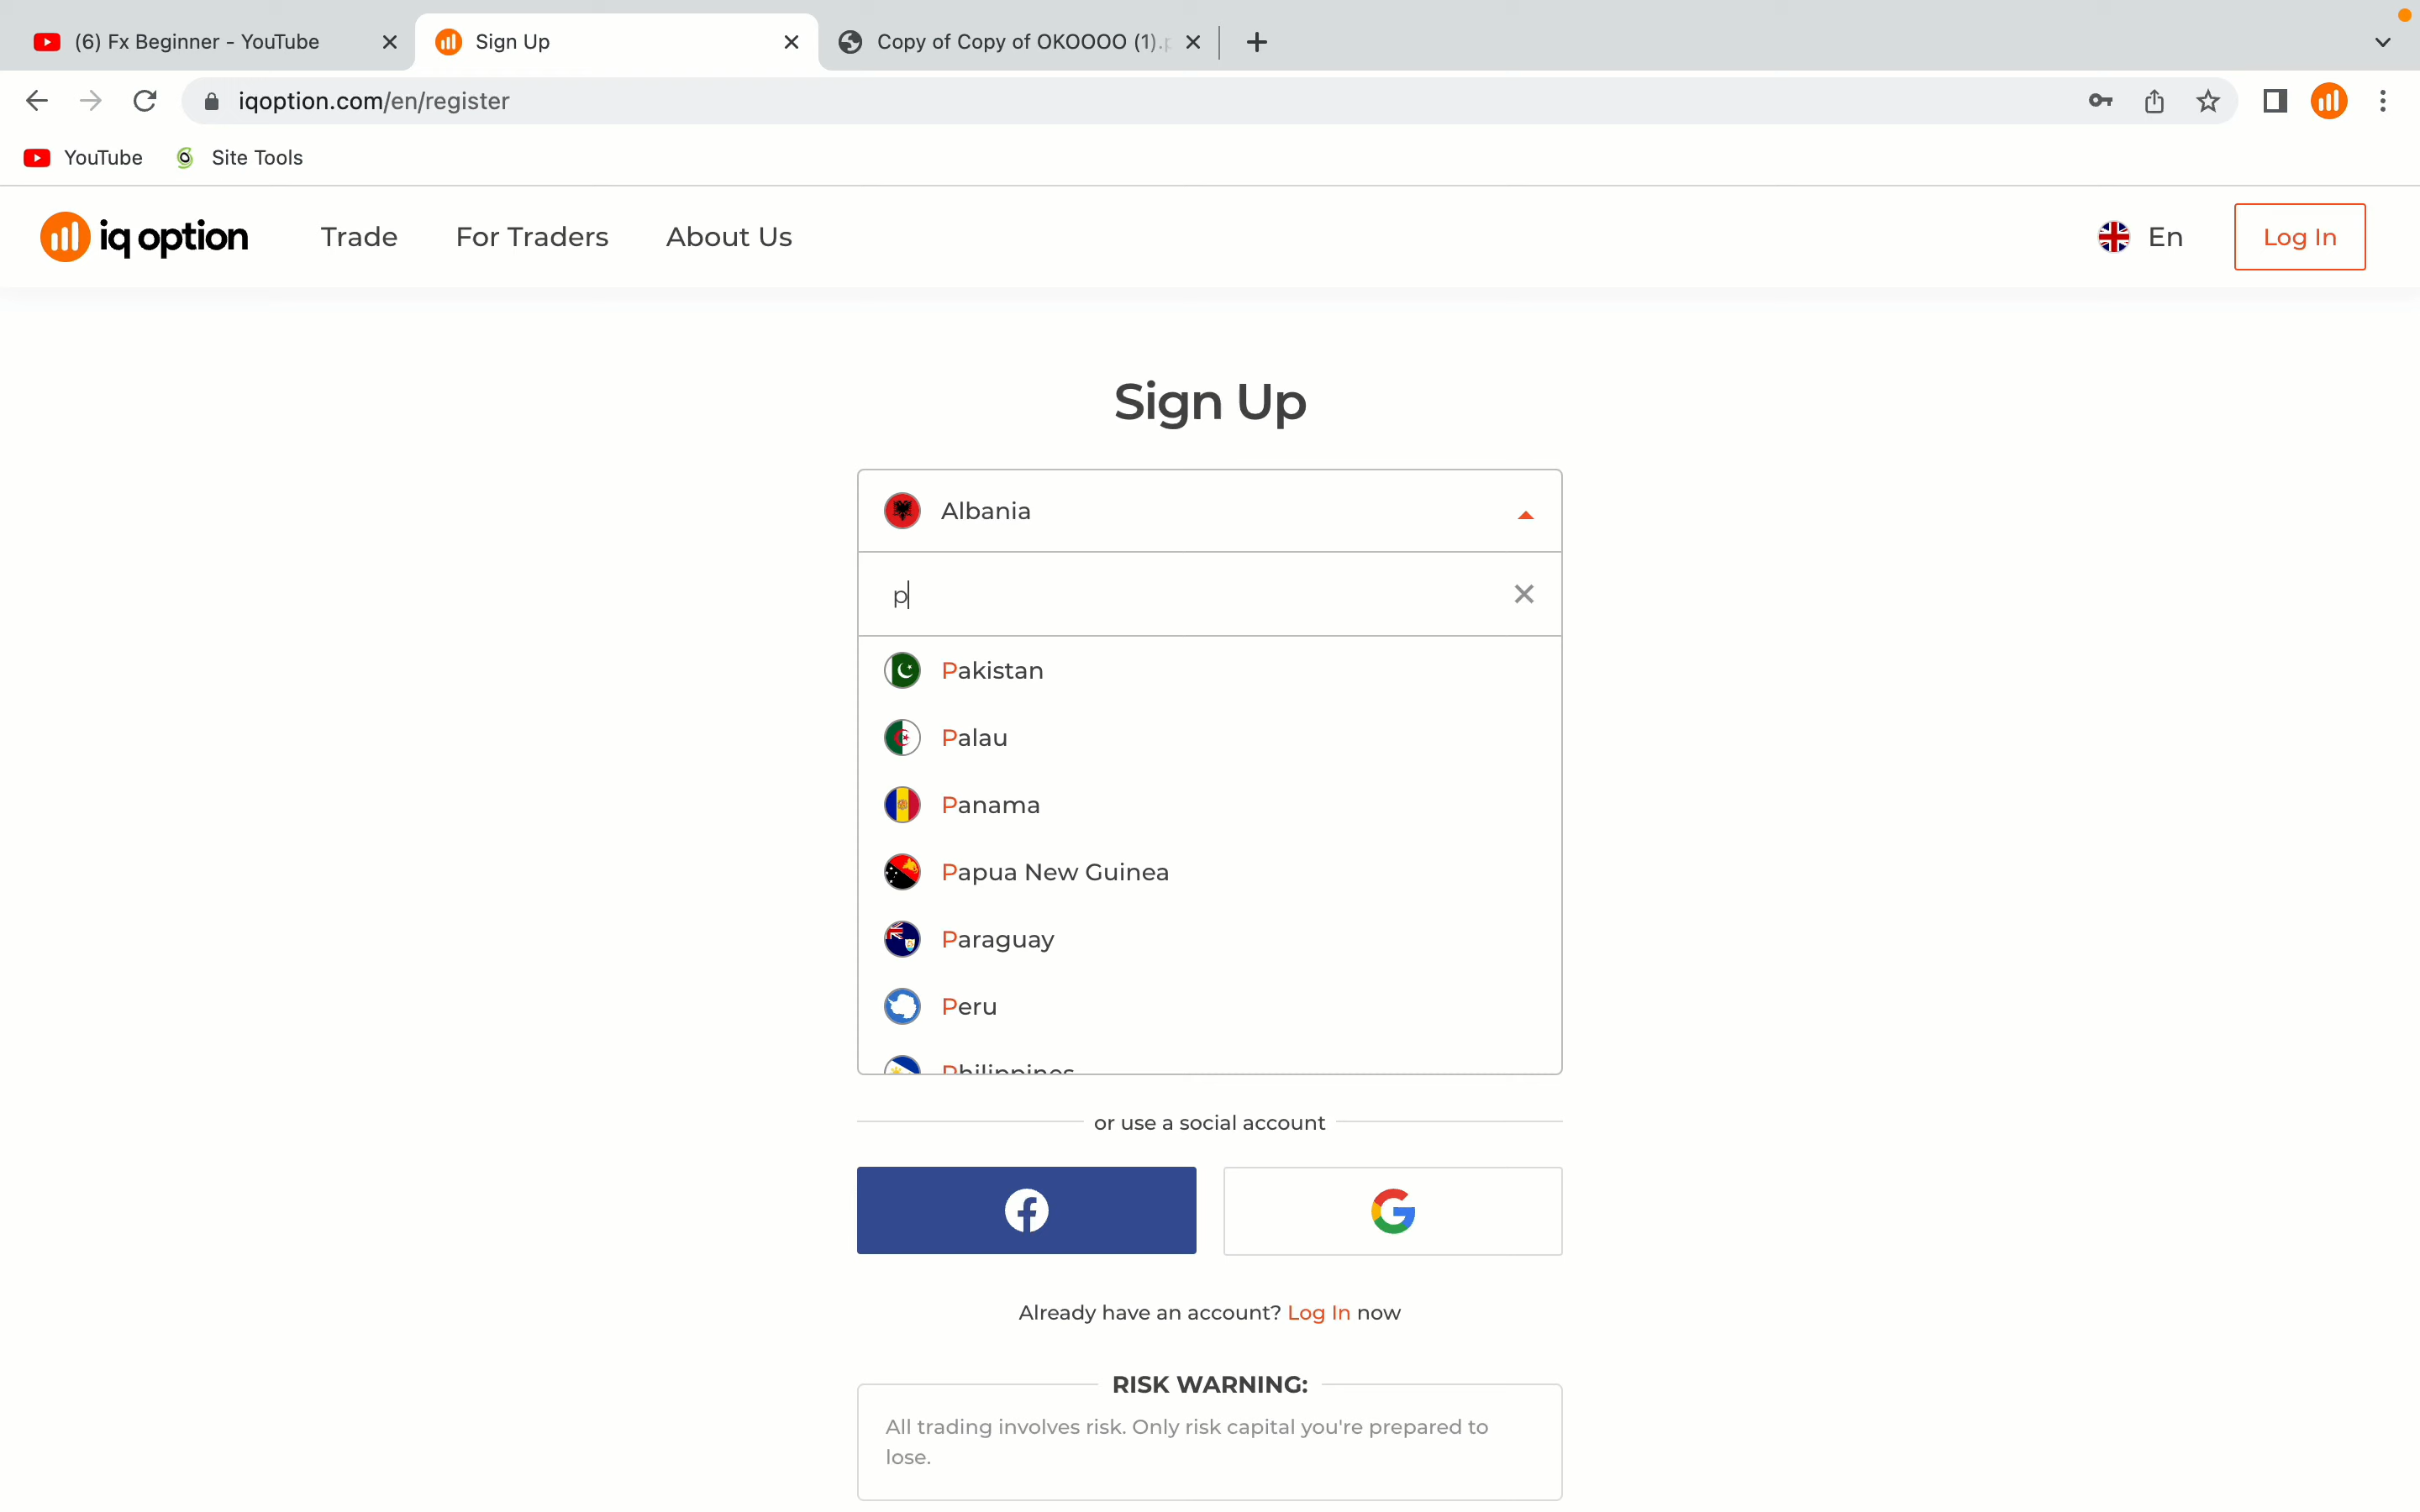 (6) Fx Beginner - YouTube
Sign Up
Copy of Copy of OKOOOO (1).p
iqoption.com/en/register
YouTube
Site Tools
iq option
Trade
For Traders
About Us
En
Log In
Sign Up
Albania
p
Pakistan
Palau
Panama
Papua New Guinea
Paraguay
Peru
Philippines
or use a social account
Already have an account? Log In now
RISK WARNING:
All trading involves risk. Only risk capital you're prepared to
lose.